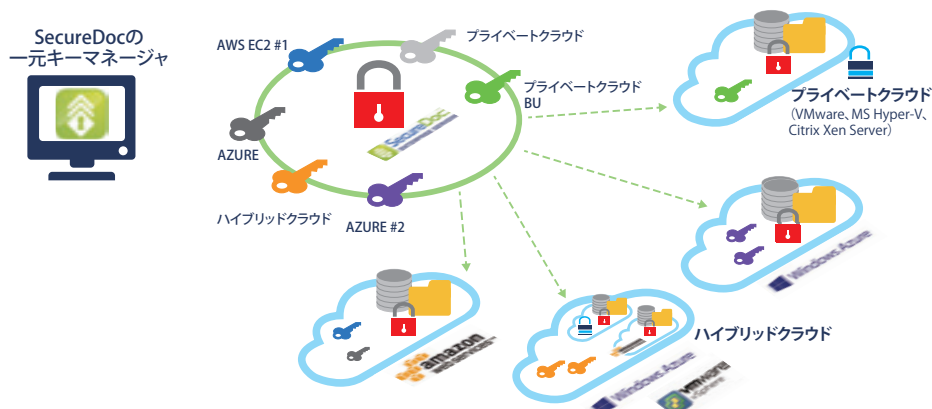 SecureDocの
一元キーマネージャ
AWS EC2 #1
プライベートクラウド
プライベートクラウド
BU
AZURE
ハイブリッドクラウド
AZURE #2
SecureDoc
プライベートクラウド
（VMware、MS Hyper-V、
Citrix Xen Server）
Windows Azure
amazon
web services™
ハイブリッドクラウド
Windows Azure
vmware
vSphere